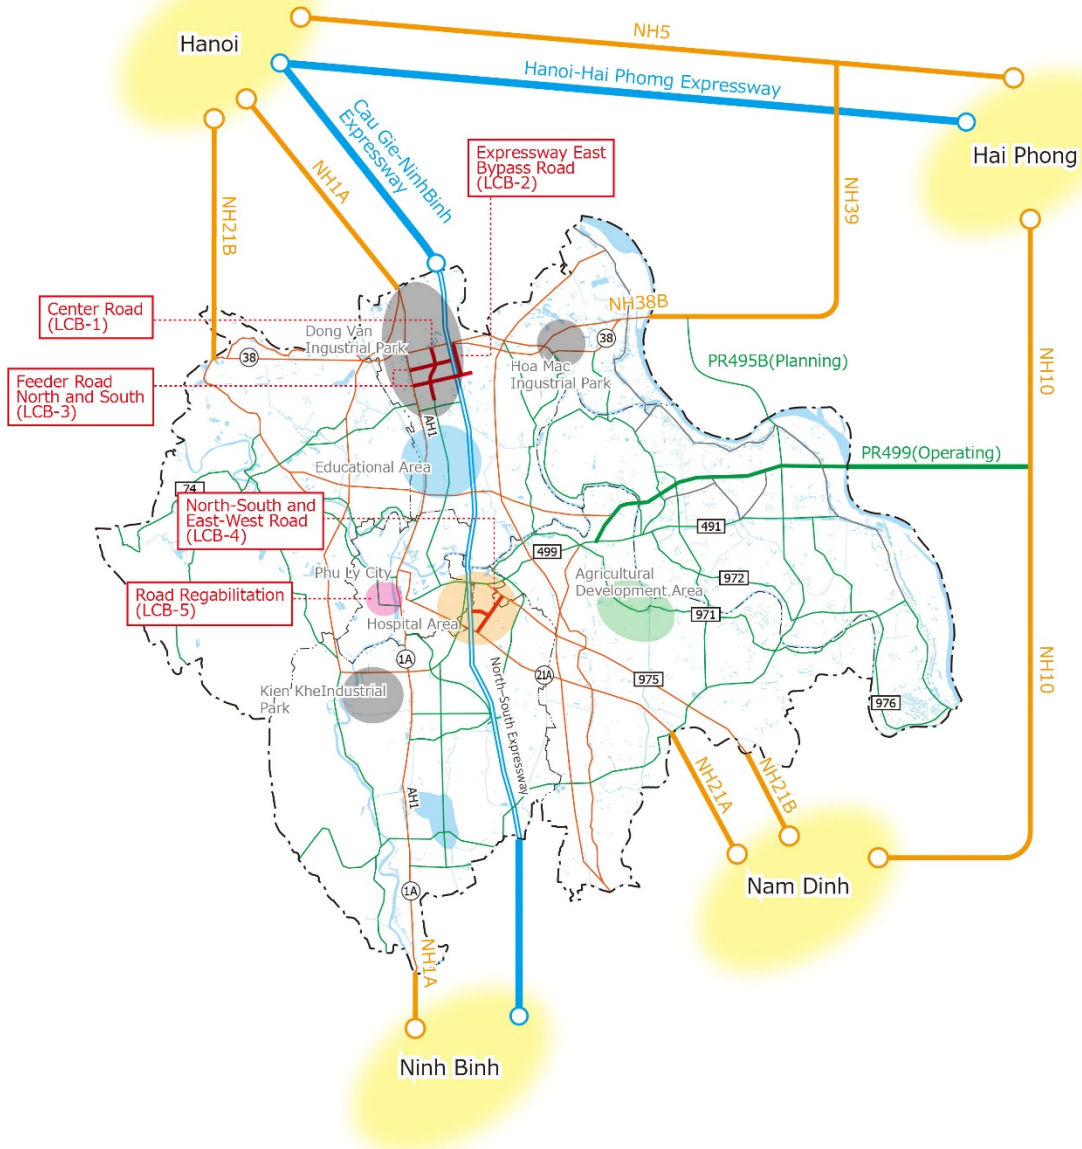 Hanoi
NH5
Hanoi-Hai Phomg Expressway
Cau Gie-NinhBinh
Expressway
Hai Phong
NH1A
NH21B
NH39
Expressway East
Bypass Road
(LCB-2)
Center Road
(LCB-1)
Dong Van
Ingustrial Park
NH38B
38
38
Hoa Mac
Ingustrial Park
PR495B(Planning)
NH10
Feeder Road
North and South
(LCB-3)
AH1
Educational Area
PR499(Operating)
74
North-South and
East-West Road
(LCB-4)
491
499
Phu Ly City
Agricultural
Development Area
972
971
Road Regabilitation
(LCB-5)
Hospital Area
1A
21A
975
976
NH10
Kien KheIndustrial
Park
North-South Expressway
AH1
NH21A
NH21B
Nam Dinh
1A
NH1A
Ninh Binh